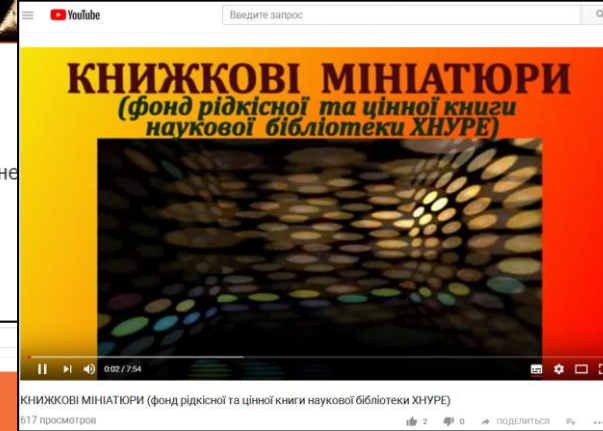 YouTube
Введите запрос
КНИЖКОВІ МІНІАТЮРИ
(фонд рідкісної та цінної книги
наукової бібліотеки ХНУРЕ)
не
0:02 / 7:54
КНИЖКОВІ МІНІАТЮРИ (фонд рідкісної та цінної книги наукової бібліотеки ХНУРЕ)
617 просмотров
2
0
ПОДЕЛИТЬСЯ